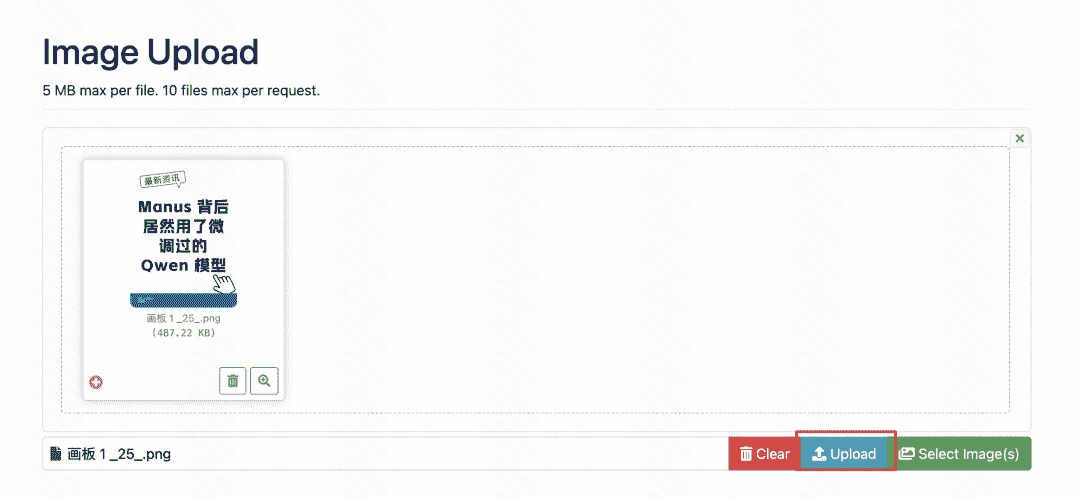 Image Upload
5 MB max per file. 10 files max per request.
最新资讯
Manus 背后
居然用了微
调过的
Qwen 模型
画板 1 _25_.png
(487.22 KB)
画板 1 _25_.png
Clear
Upload
Select Image(s)